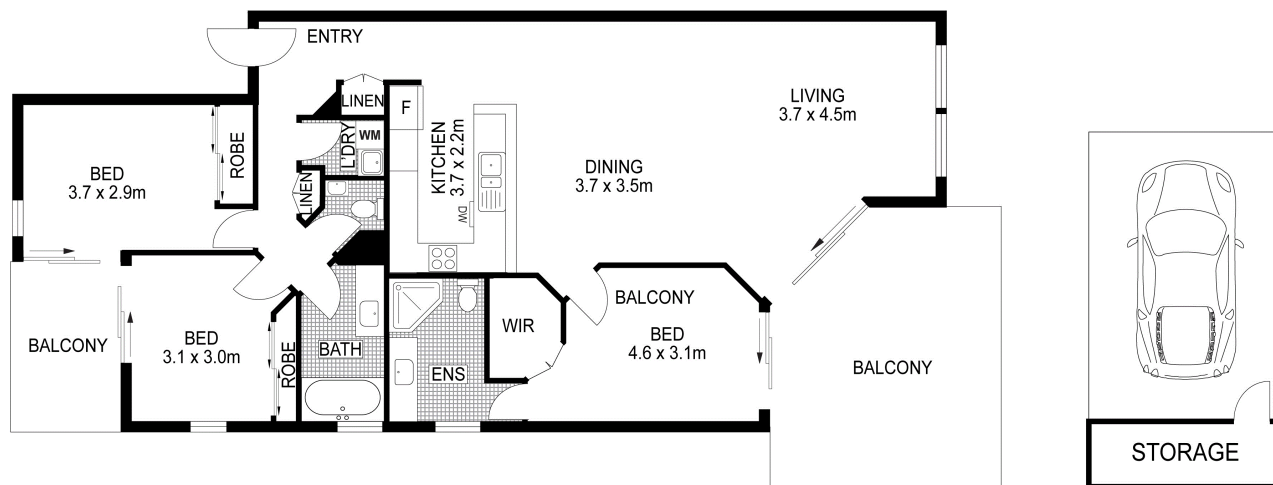 ENTRY
LINEN
F
WM
L'DRY
KITCHEN
3.7 x 2.2m
DW
LIVING
3.7 x 4.5m
DINING
3.7 x 3.5m
BED
3.7 x 2.9m
ROBE
LINEN
BALCONY
BED
3.1 x 3.0m
ROBE
BATH
ENS
WIR
BALCONY
BED
4.6 x 3.1m
BALCONY
STORAGE